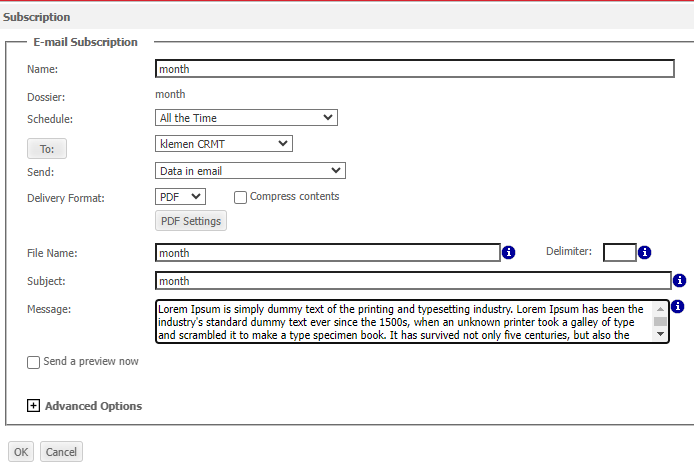 Subscription
E-mail Subscription
Name: month
Dossier: month
Schedule: All the Time
To: klemen CRMT
Send: Data in email
Delivery Format: PDF Compress contents
PDF Settings
File Name: month Delimiter:
Subject: month
Message: Lorem Ipsum is simply dummy text of the printing and typesetting industry. Lorem Ipsum has been the
industry's standard dummy text ever since the 1500s, when an unknown printer took a galley of type
and scrambled it to make a type specimen book. It has survived not only five centuries, but also the
Send a preview now
Advanced Options
OK Cancel